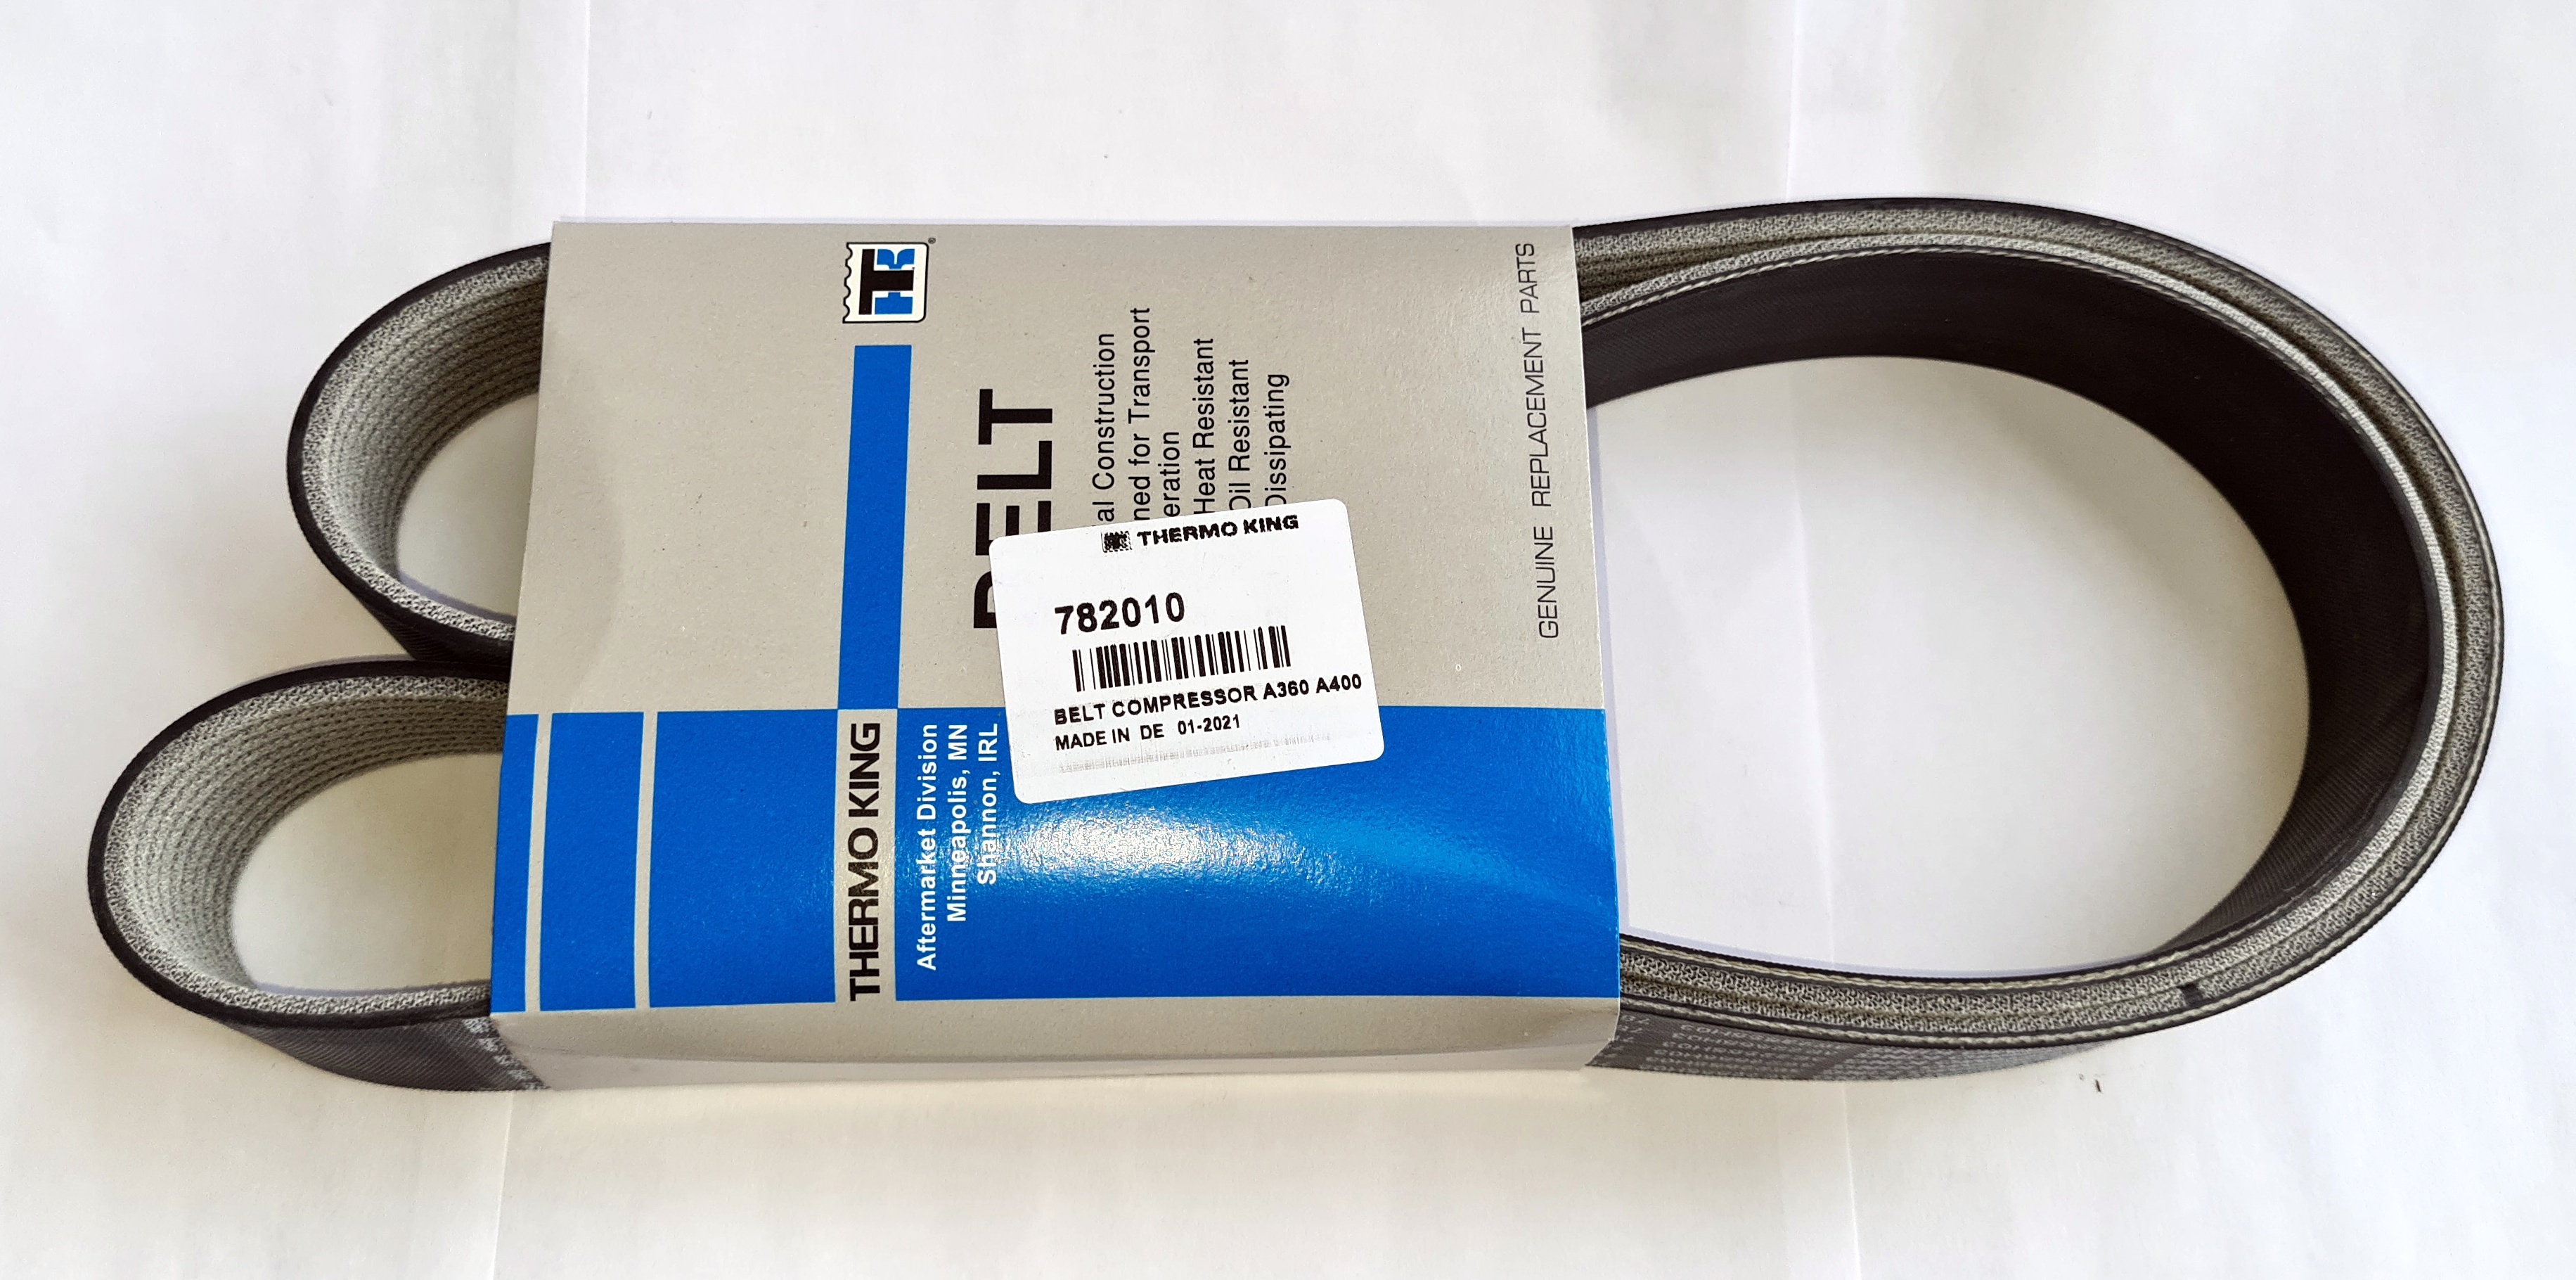 TK®
BELT
al Construction
ned for Transport
eration
Heat Resistant
Oil Resistant
Dissipating
GENUINE REPLACEMENT PARTS
THERMO KING
Aftermarket Division
Minneapolis, MN
Shannon, IRL
THERMO KING
782010
BELT COMPRESSOR A360 A400
MADE IN DE 01-2021